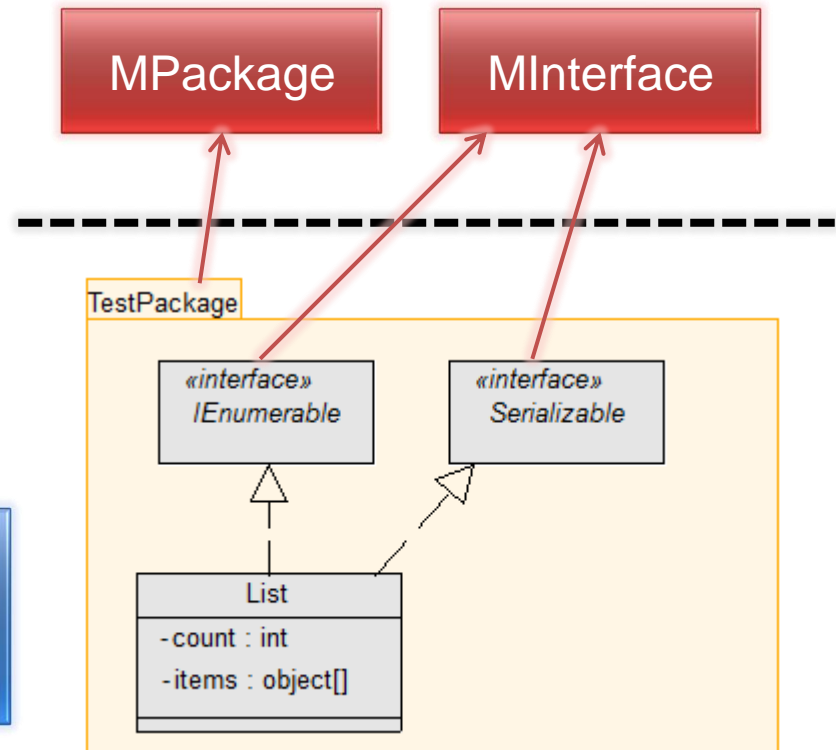 MPackage
MInterface
TestPackage
«interface»
IEnumerable
«interface»
Serializable
List
-count : int
-items : object[]